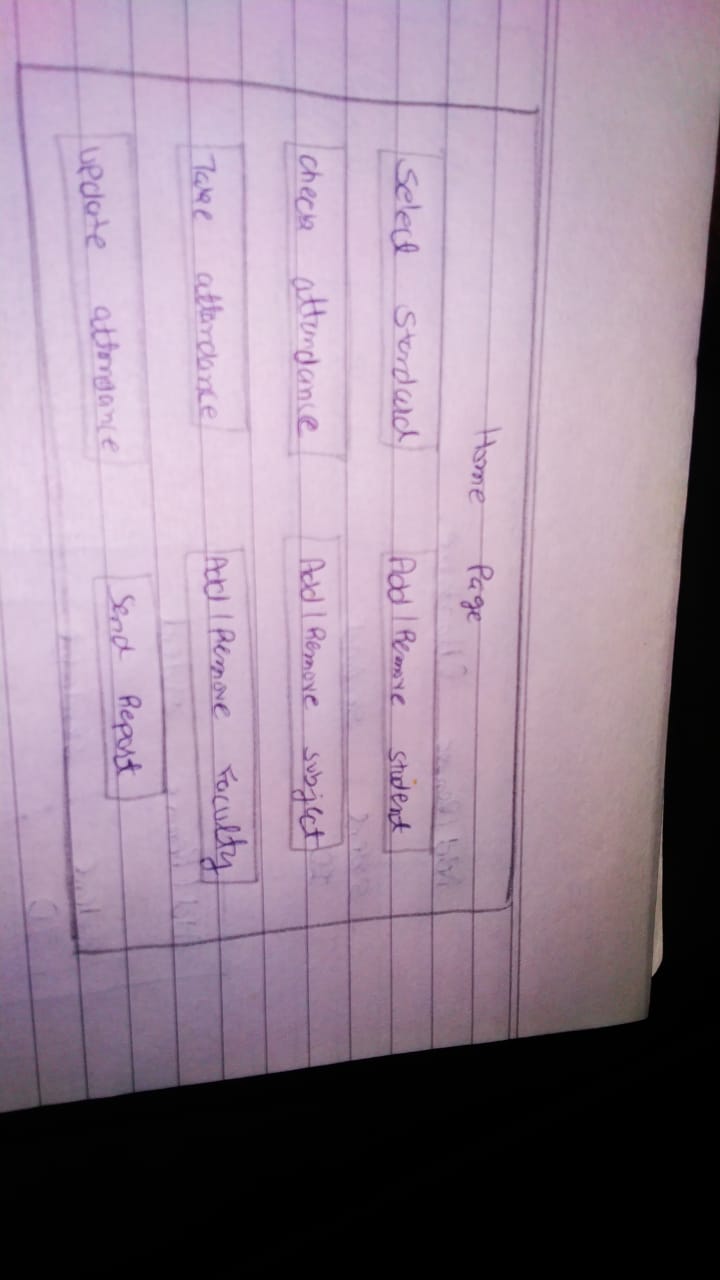 Home Page
Select Standard
Add | Remove student
check attendance
Add | Remove subject
Take attendance
Add | Remove Faculty
update attendance
Send Report